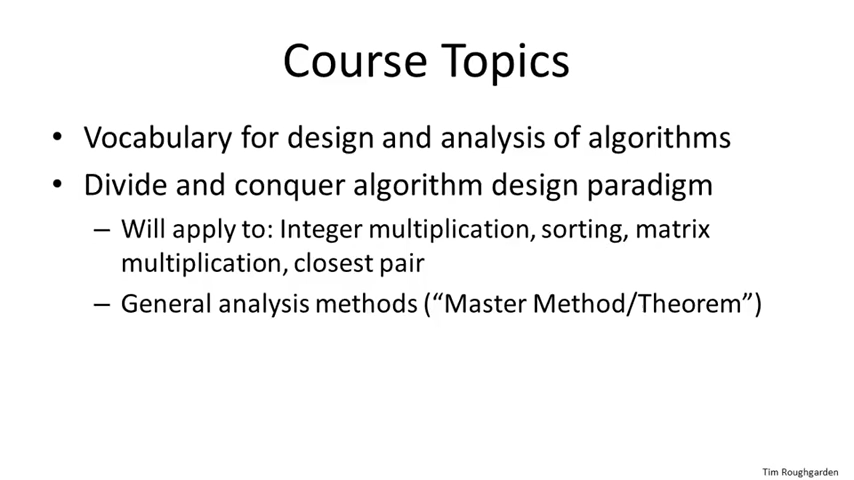 Course Topics
• Vocabulary for design and analysis of algorithms
• Divide and conquer algorithm design paradigm
– Will apply to: Integer multiplication, sorting, matrix
multiplication, closest pair
– General analysis methods (“Master Method/Theorem”)
Tim Roughgarden